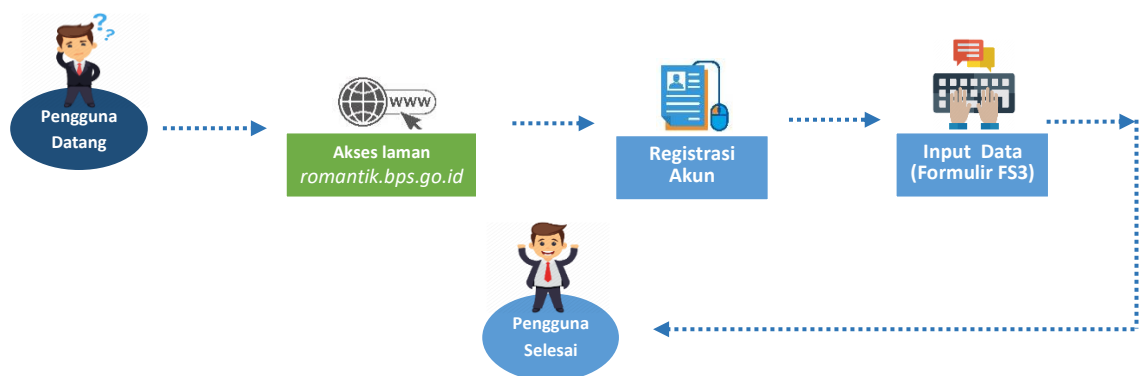 ??
Pengguna
Datang
www
Akses laman
romantik.bps.go.id
Registrasi
Akun
Input Data
(Formulir FS3)
Pengguna
Selesai